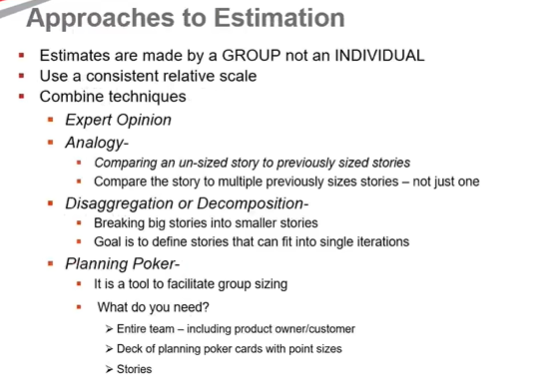 Approaches to Estimation
Estimates are made by a GROUP not an INDIVIDUAL
Use a consistent relative scale
Combine techniques
Expert Opinion
Analogy-
Comparing an un-sized story to previously sized stories
Compare the story to multiple previously sizes stories – not just one
Disaggregation or Decomposition-
Breaking big stories into smaller stories
Goal is to define stories that can fit into single iterations
Planning Poker-
It is a tool to facilitate group sizing
What do you need?
Entire team – including product owner/customer
Deck of planning poker cards with point sizes
Stories